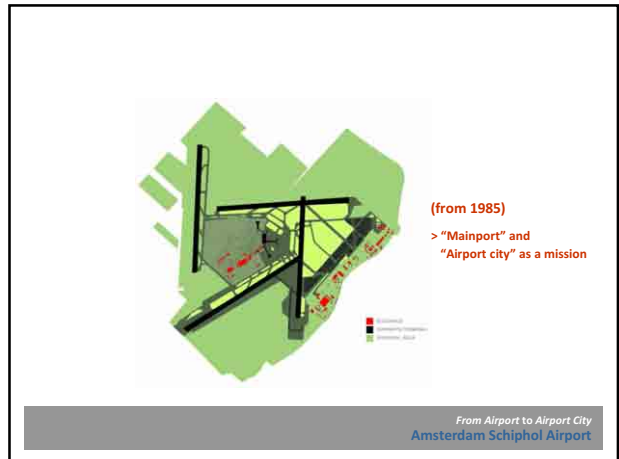 (from 1985)
> “Mainport” and
“Airport city” as a mission
From Airport to Airport City
Amsterdam Schiphol Airport